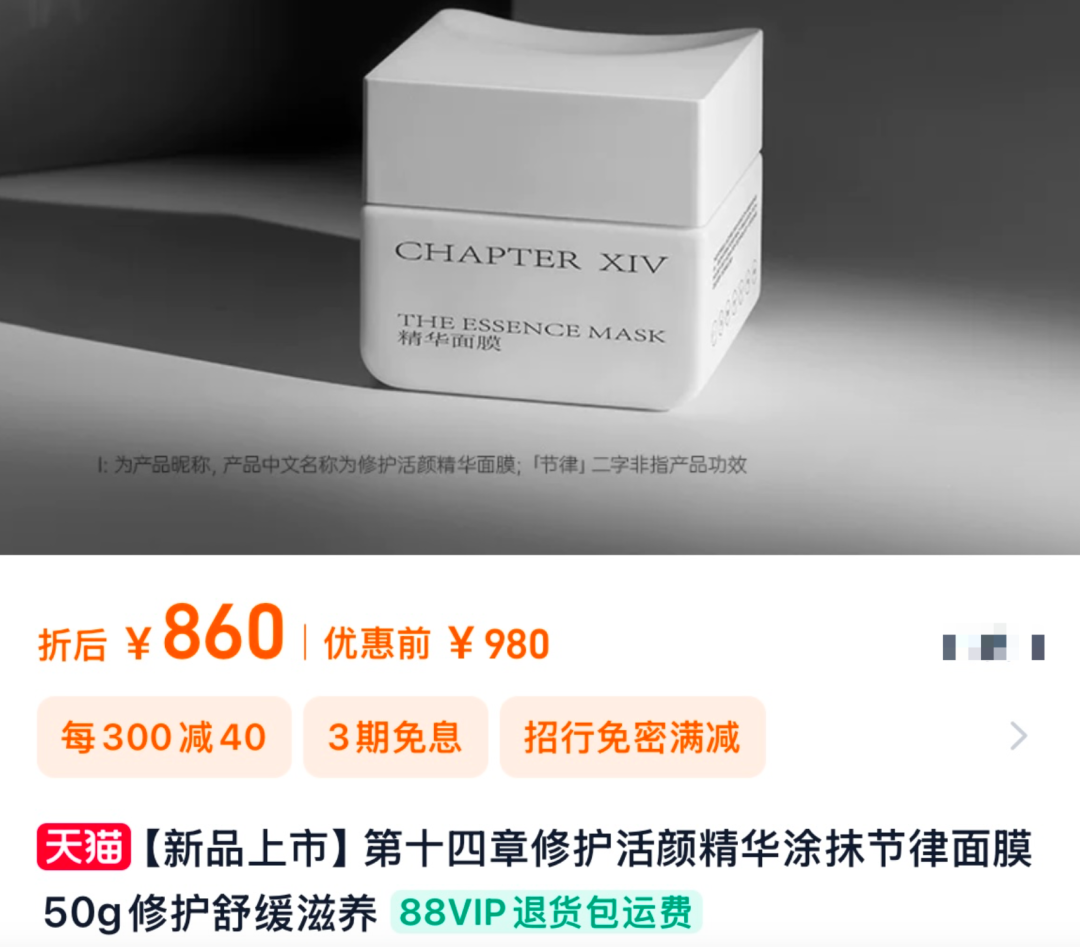 CHAPTER XIV
THE ESSENCE MASK
精华面膜
I: 为产品昵称, 产品中文名称为修护活颜精华面膜;「节律」二字非指产品功效
折后 ¥860 | 优惠前 ¥980
每300减40 3期免息 招行免密满减
天猫【新品上市】第十四章修护活颜精华涂抹节律面膜
50g修护舒缓滋养 88VIP退货包运费